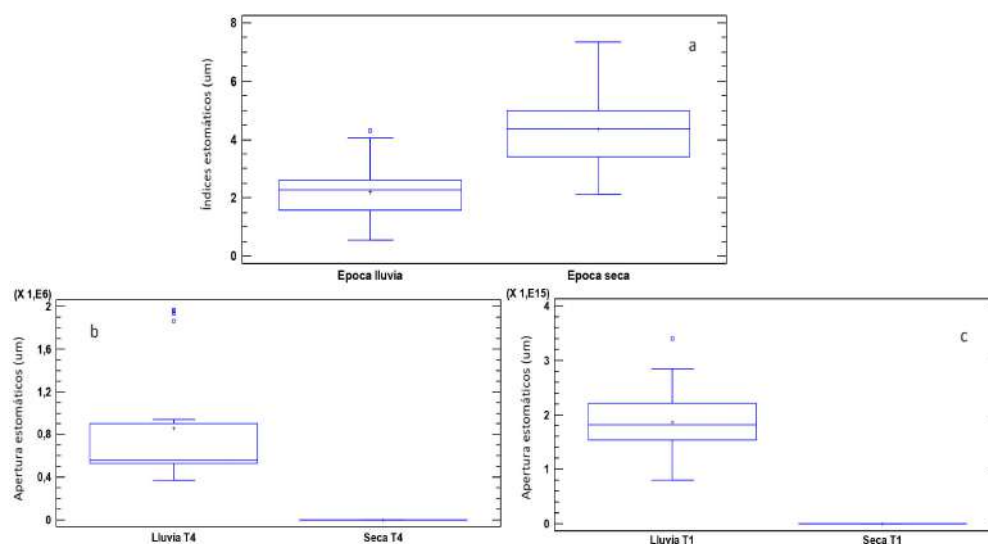 8
a
6
4
2
0
Índices estomáticos (um)
Epoca lluvia
Epoca seca
(X 1,E6)
2
b
1,6
1,2
0,8
0,4
0
Apertura estomáticos (um)
Lluvia T4
Seca T4
(X 1,E15)
4
c
3
2
1
0
Apertura estomáticos (um)
Lluvia T1
Seca T1